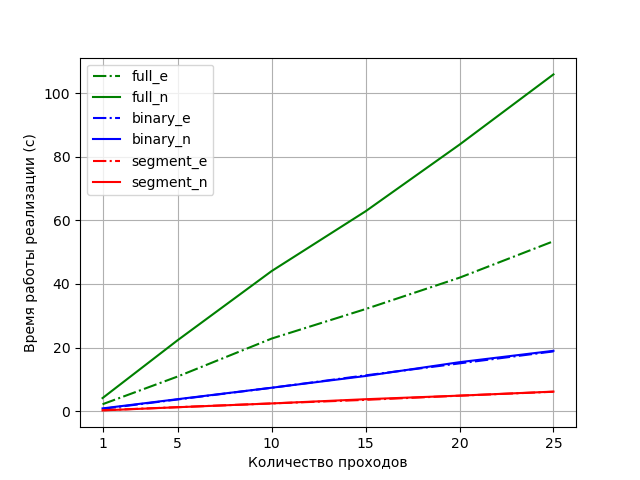 full_e
full_n
binary_e
binary_n
segment_e
segment_n
Время работы реализации (с)
100
80
60
40
20
0
1 5 10 15 20 25
Количество проходов